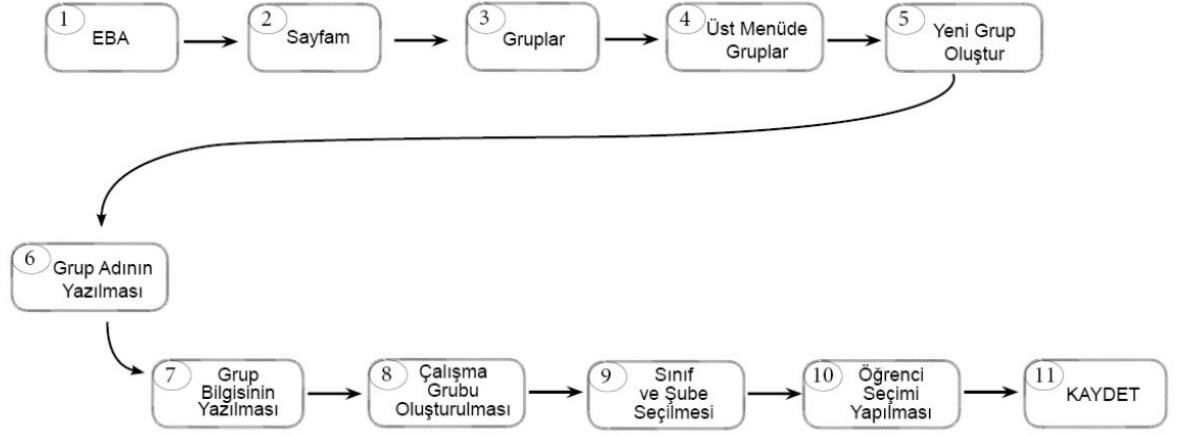 1
EBA
2
Sayfam
3
Gruplar
4
Üst Menüde
Gruplar
5
Yeni Grup
Oluştur
6
Grup Adının
Yazılması
7
Grup
Bilgisinin
Yazılması
8
Çalışma
Grubu
Oluşturulması
9
Sınıf
ve Şube
Seçilmesi
10
Öğrenci
Seçimi
Yapılması
11
KAYDET